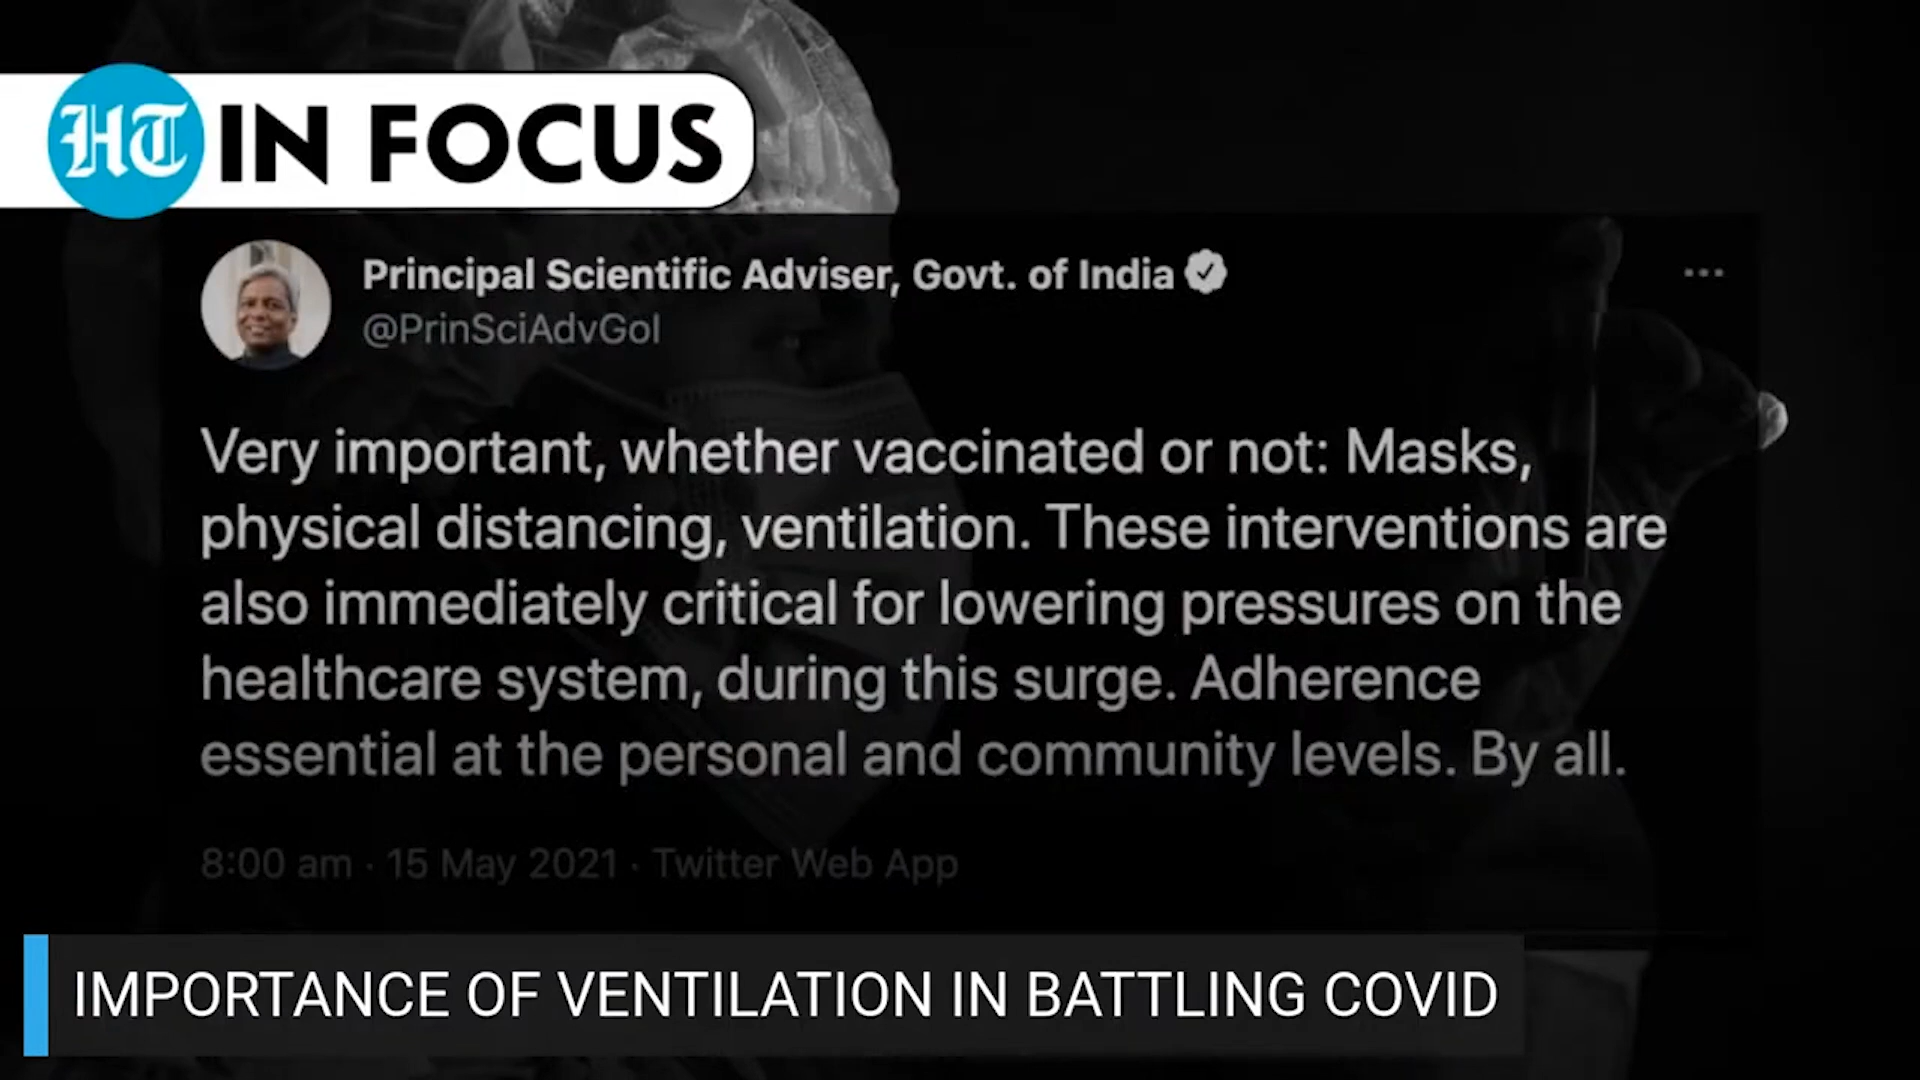 HT IN FOCUS
Principal Scientific Adviser, Govt. of India
@PrinSciAdvGoI
Very important, whether vaccinated or not: Masks,
physical distancing, ventilation. These interventions are
also immediately critical for lowering pressures on the
healthcare system, during this surge. Adherence
essential at the personal and community levels. By all.
8:00 am · 15 May 2021 · Twitter Web App
IMPORTANCE OF VENTILATION IN BATTLING COVID